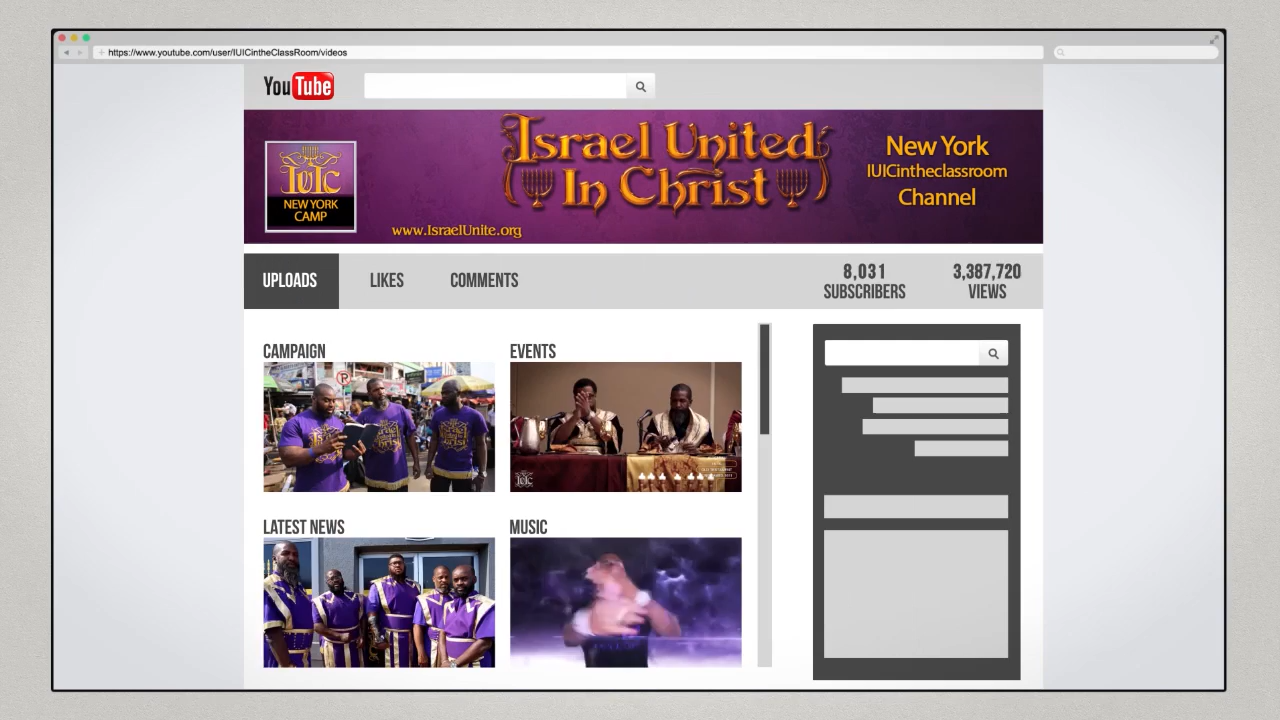 https://www.youtube.com/user/IUICintheClassRoom/videos
YouTube
Israel United
In Christ
IUIC
NEW YORK
CAMP
www.IsraelUnite.org
New York
IUICintheclassroom
Channel
UPLOADS
LIKES
COMMENTS
8,031
SUBSCRIBERS
3,387,720
VIEWS
CAMPAIGN
EVENTS
IUIC
LATEST NEWS
MUSIC